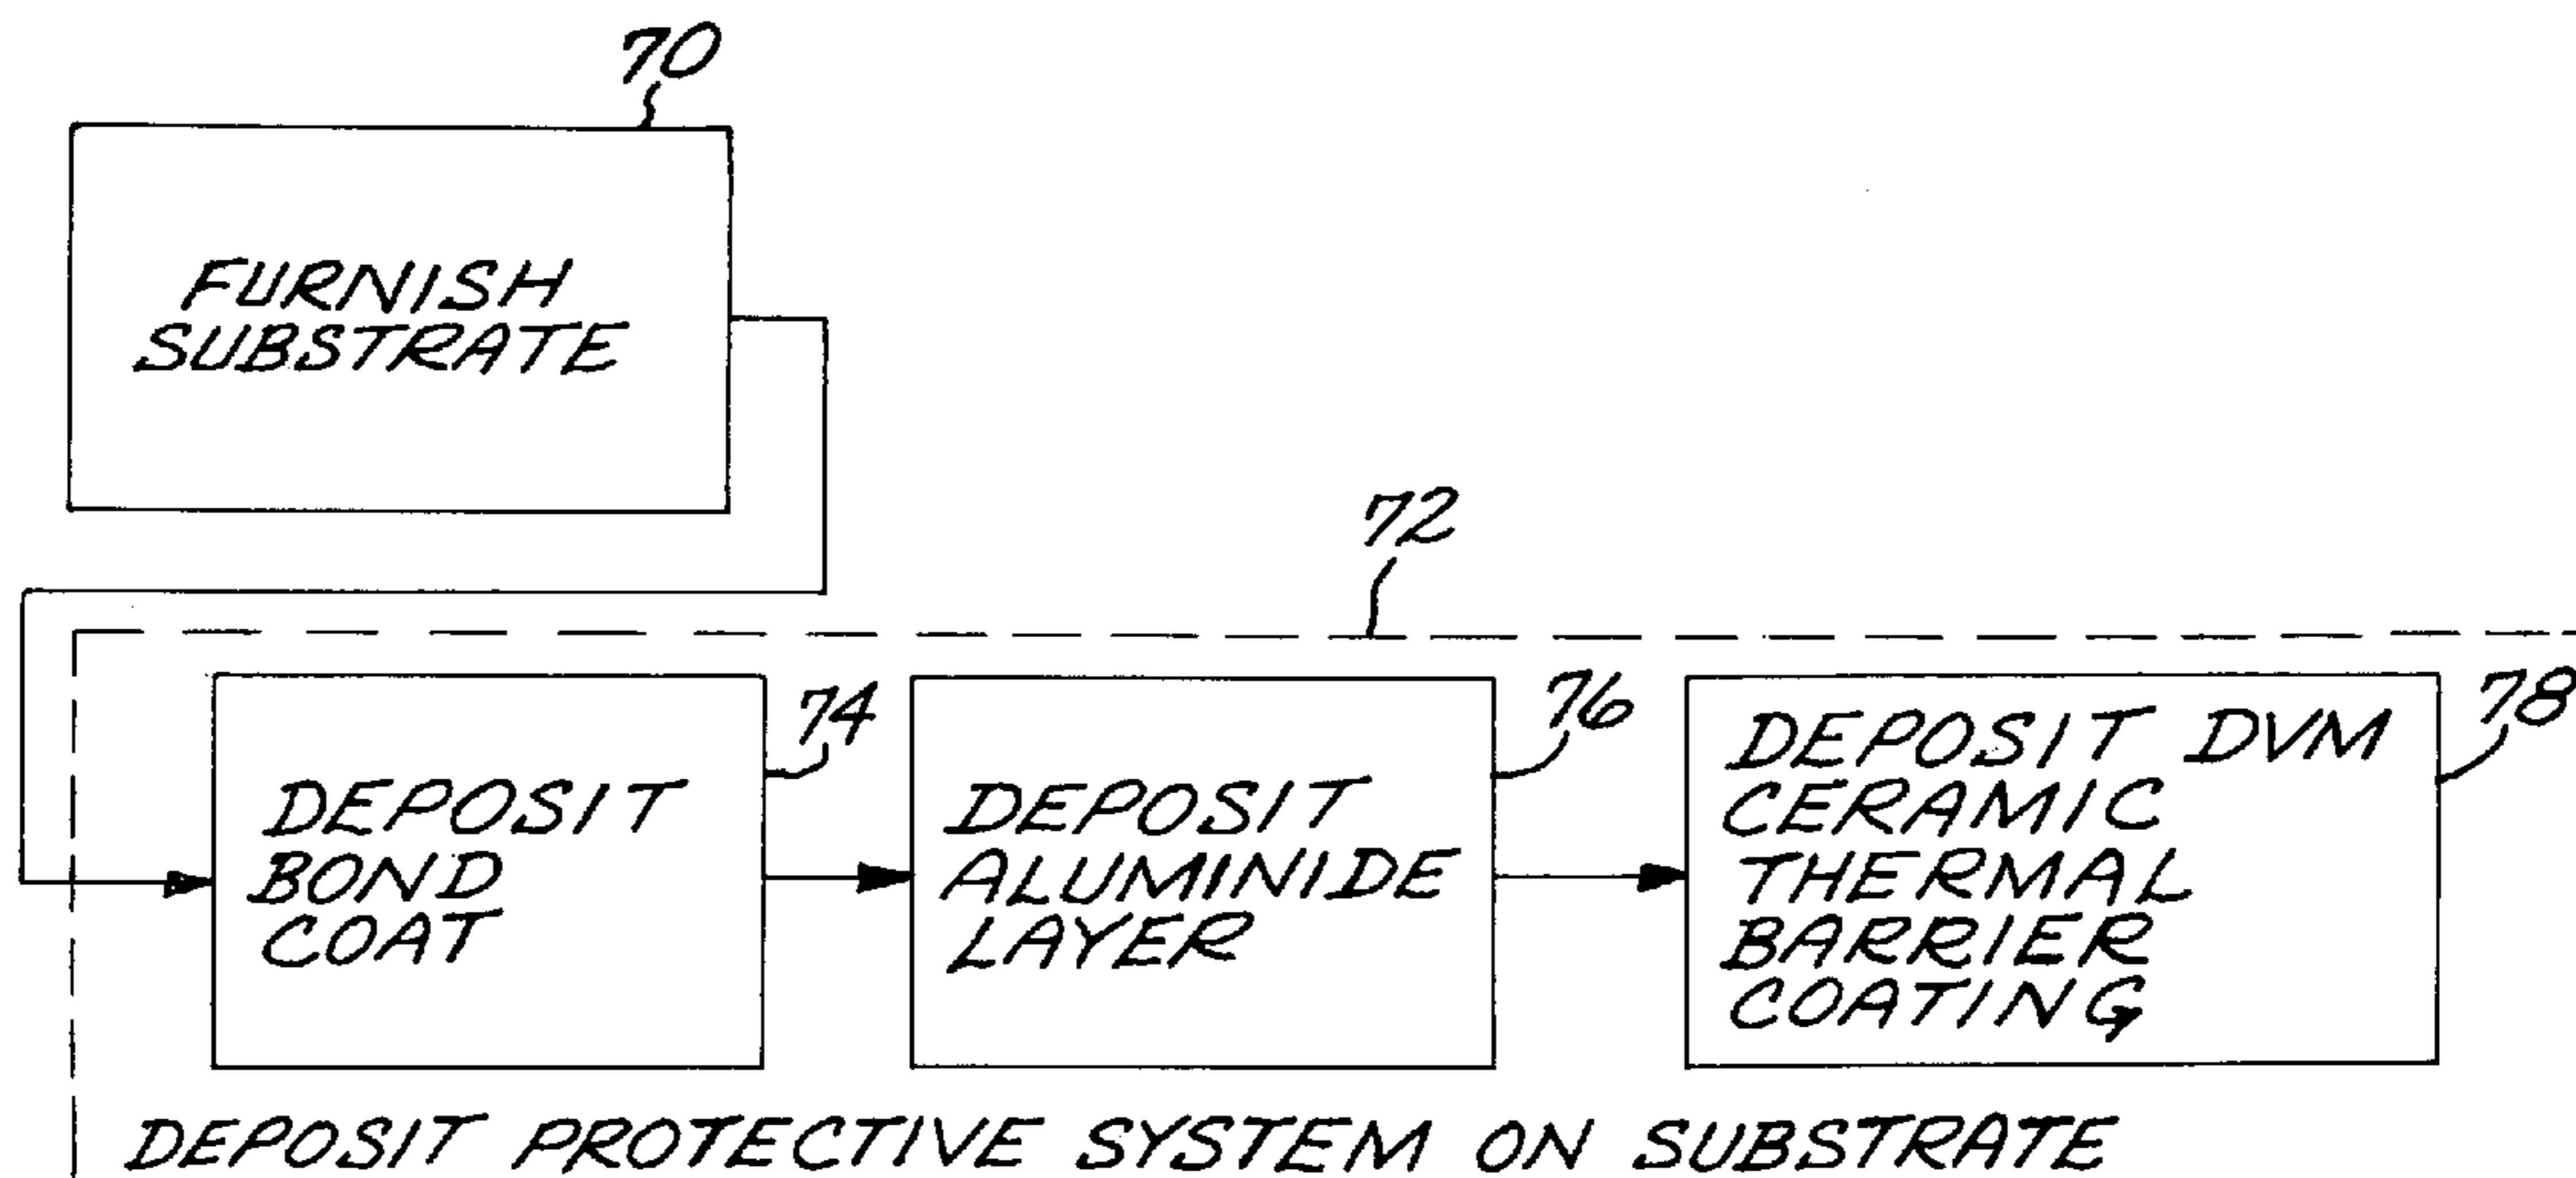 70
FURNISH
SUBSTRATE
72
74
DEPOSIT
BOND
COAT
76
DEPOSIT
ALUMINIDE
LAYER
78
DEPOSIT DVM
CERAMIC
THERMAL
BARRIER
COATING
DEPOSIT PROTECTIVE SYSTEM ON SUBSTRATE